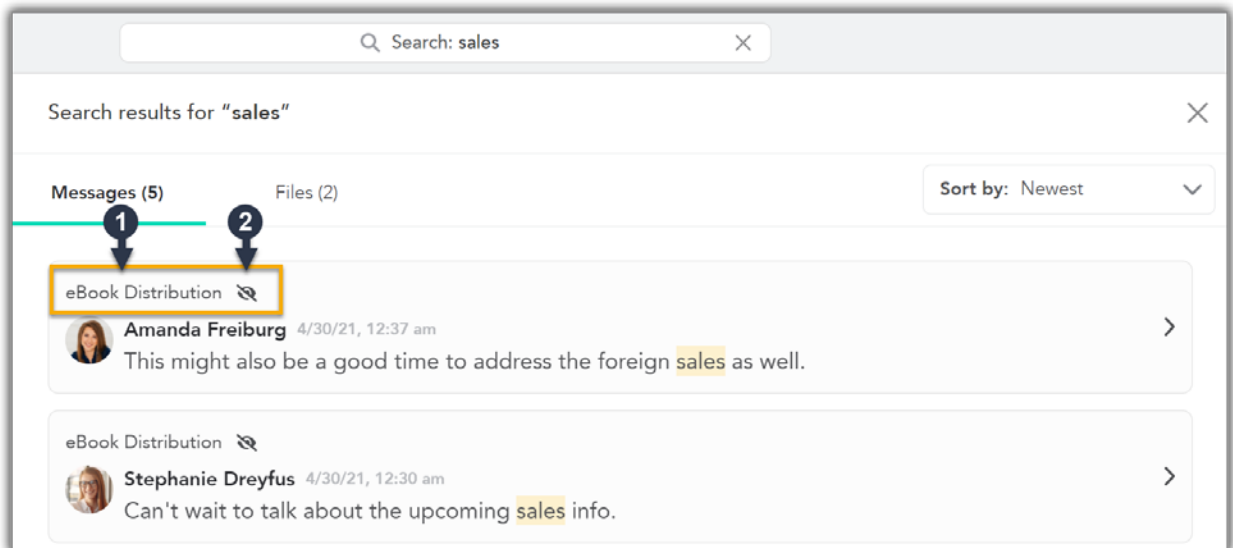 Search: sales
Search results for "sales"
Messages (5) Files (2) Sort by: Newest
1 2
eBook Distribution
Amanda Freiburg 4/30/21, 12:37 am
This might also be a good time to address the foreign sales as well.
eBook Distribution
Stephanie Dreyfus 4/30/21, 12:30 am
Can't wait to talk about the upcoming sales info.